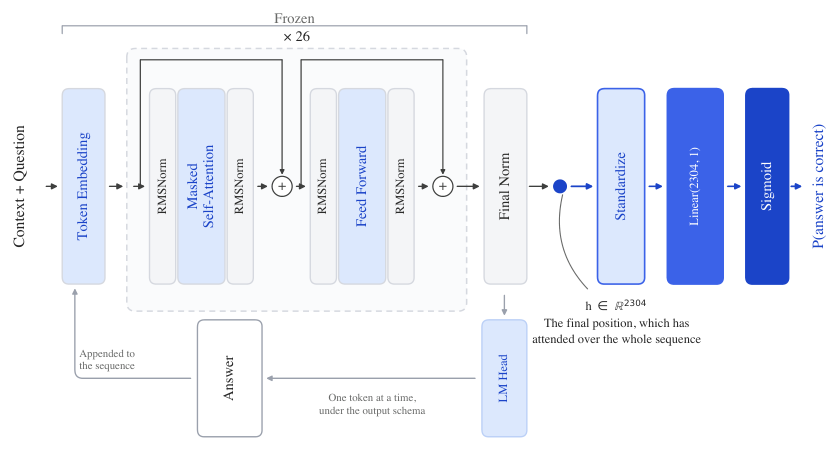 Frozen
× 26
Context + Question
Token Embedding
RMSNorm
Masked
Self-Attention
RMSNorm
+
RMSNorm
Feed Forward
RMSNorm
+
Final Norm
Standardize
Linear(2304, 1)
Sigmoid
P(answer is correct)
h ∈ ℝ²³⁰⁴
The final position, which has
attended over the whole sequence
LM Head
One token at a time,
under the output schema
Answer
Appended to
the sequence